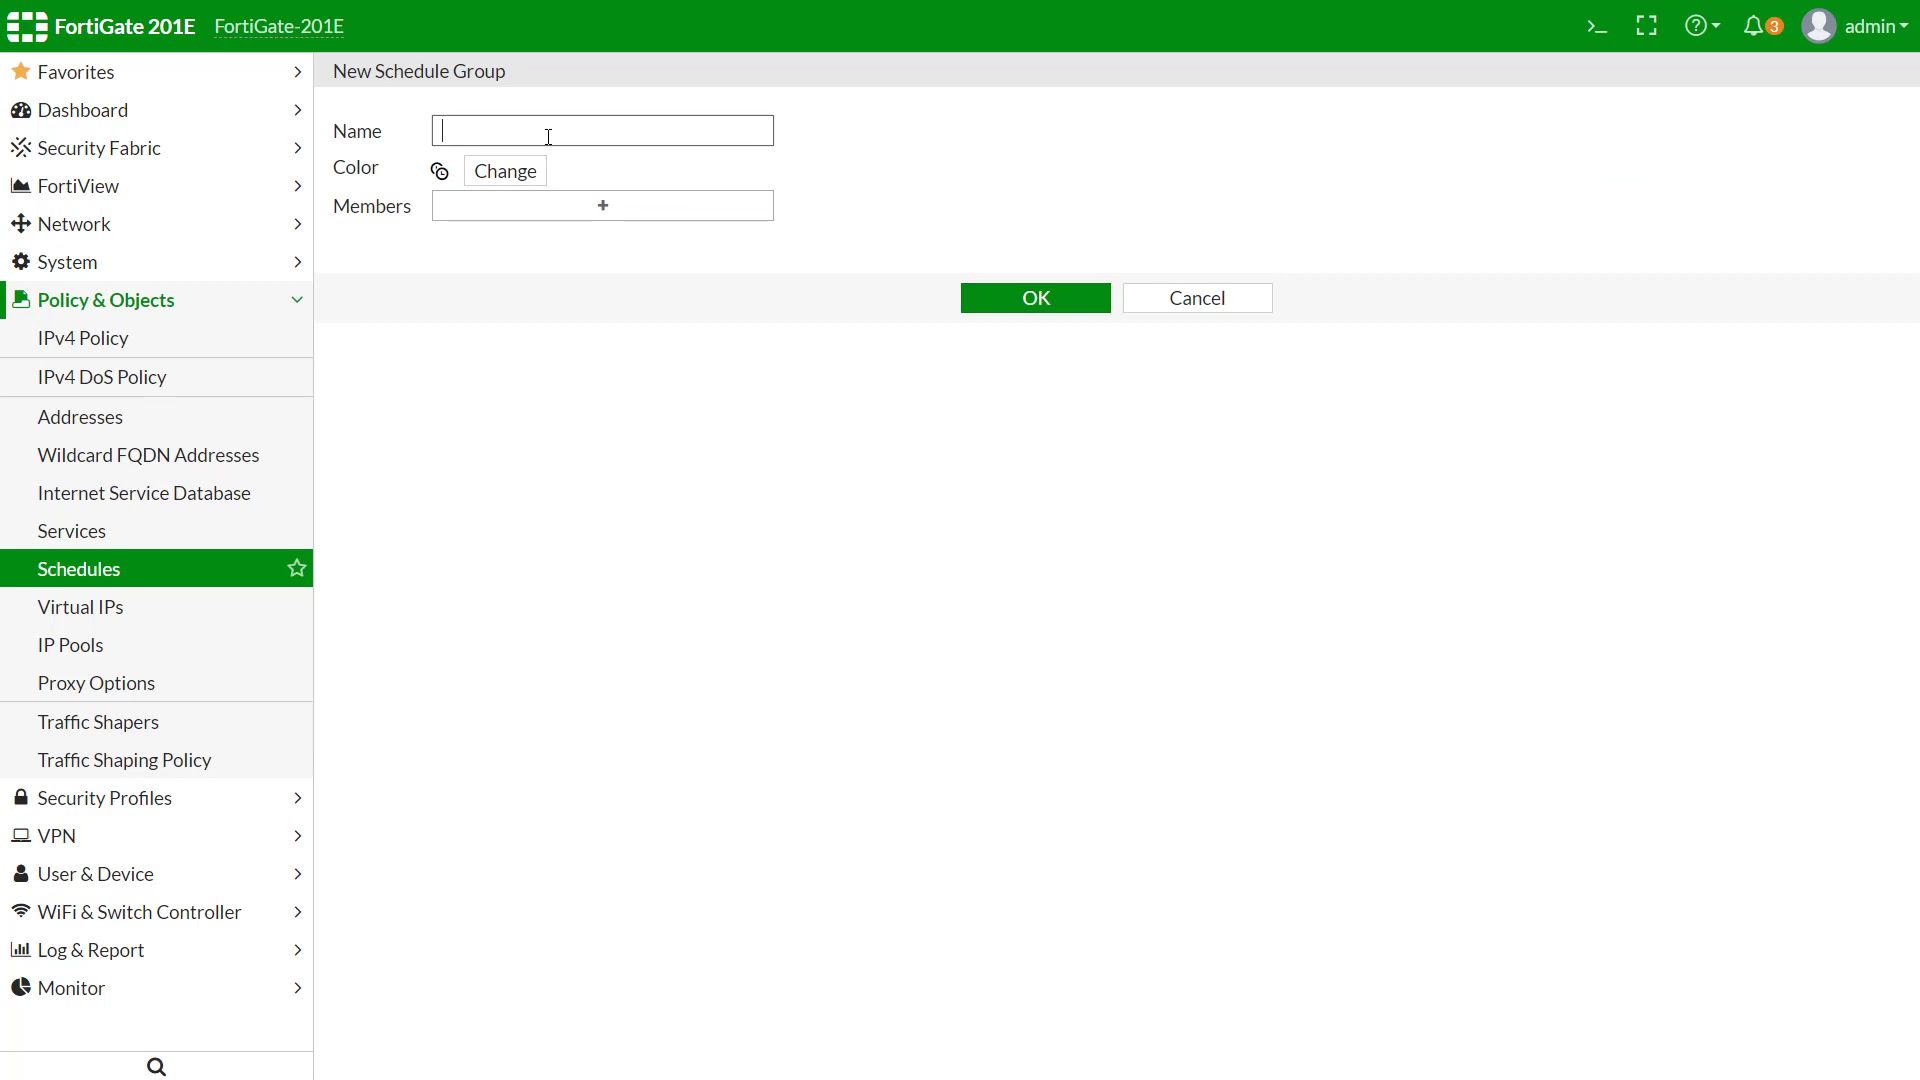 FortiGate 201E FortiGate-201E
>_ 3 admin
Favorites
Dashboard
Security Fabric
FortiView
Network
System
Policy & Objects
IPv4 Policy
IPv4 DoS Policy
Addresses
Wildcard FQDN Addresses
Internet Service Database
Services
Schedules
Virtual IPs
IP Pools
Proxy Options
Traffic Shapers
Traffic Shaping Policy
Security Profiles
VPN
User & Device
WiFi & Switch Controller
Log & Report
Monitor
New Schedule Group
Name
Color Change
Members +
OK Cancel